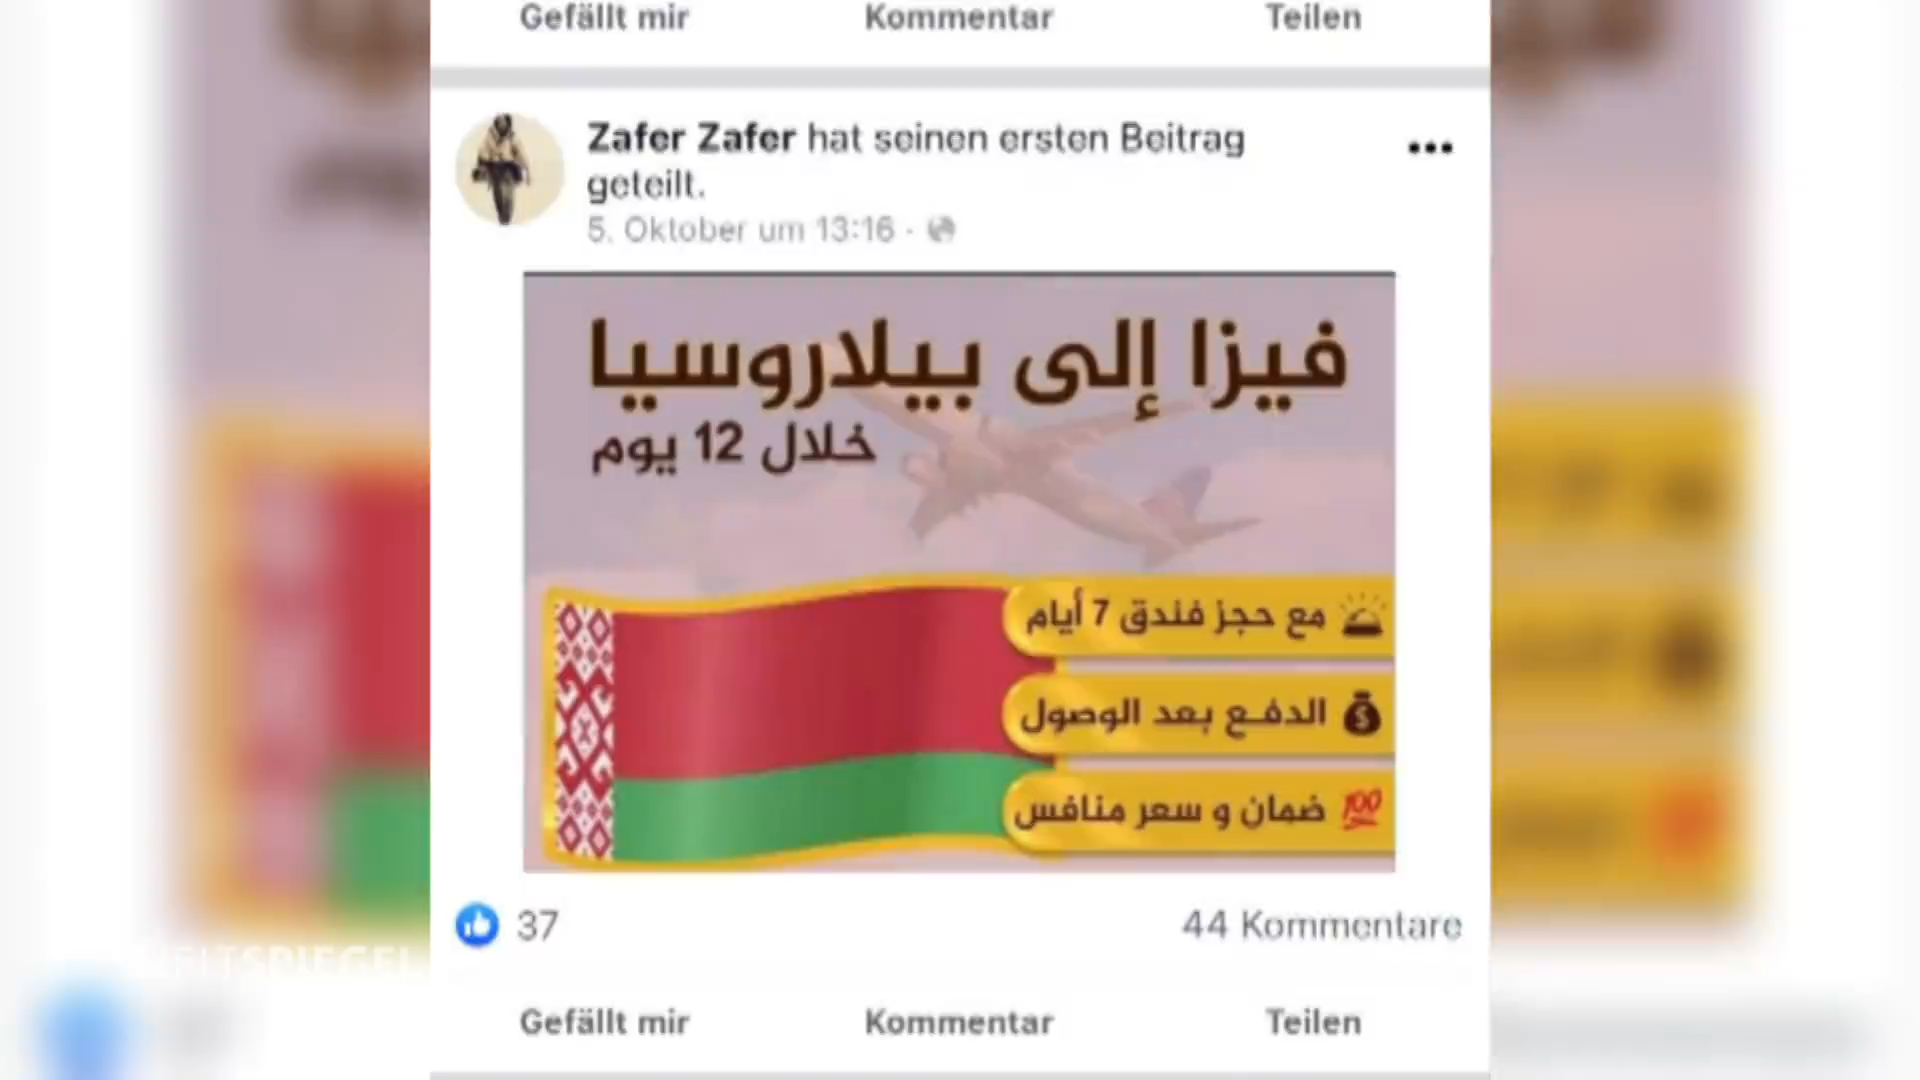 Gefällt mir Kommentar Teilen
Zafer Zafer hat seinen ersten Beitrag
geteilt.
5. Oktober um 13:16 ·
فيزا إلى بيلاروسيا
خلال 12 يوم
مع حجز فندق 7 أيام
الدفع بعد الوصول
100 ضمان و سعر منافس
37 44 Kommentare
Gefällt mir Kommentar Teilen